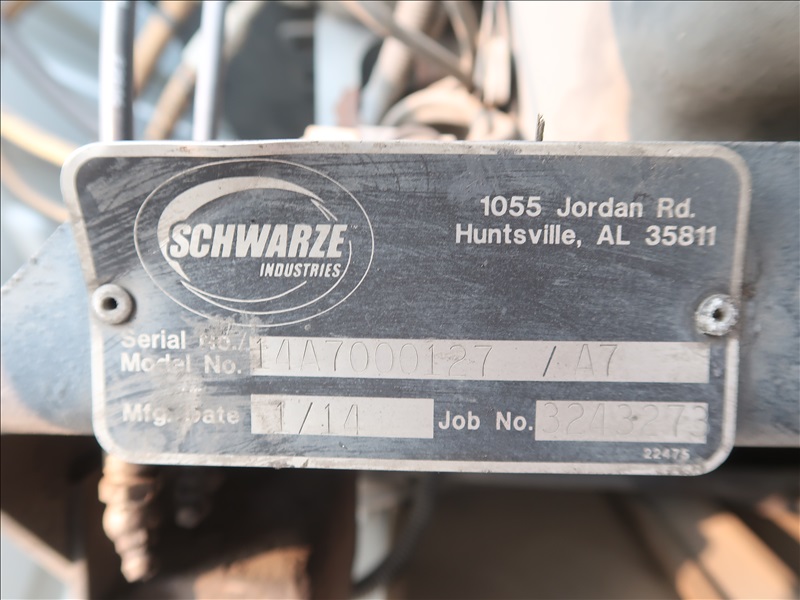 SCHWARZE
INDUSTRIES
1055 Jordan Rd.
Huntsville, AL 35811
Serial No./
Model No. 14A7000127 / A7
Mfg. Date 1/14 Job No. 3243273
22475